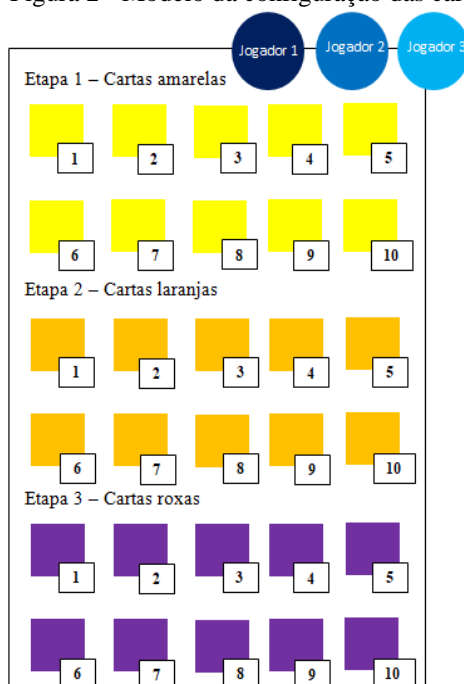 Figura 2 - Modelo da configuração das
Jogador 1 Jogador 2 Jogador 3
Etapa 1 – Cartas amarelas
1 2 3 4 5
6 7 8 9 10
Etapa 2 – Cartas laranjas
1 2 3 4 5
6 7 8 9 10
Etapa 3 – Cartas roxas
1 2 3 4 5
6 7 8 9 10